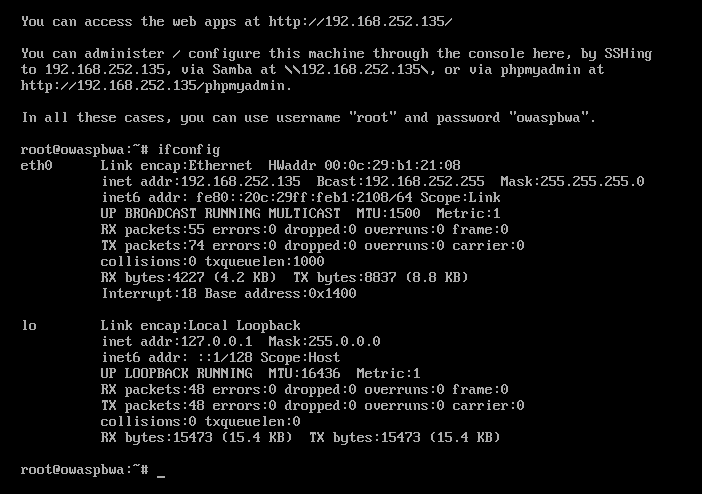 You can access the web apps at http://192.168.252.135/
You can administer / configure this machine through the console here, by SSHing
to 192.168.252.135, via Samba at \\192.168.252.135\, or via phpmyadmin at
http://192.168.252.135/phpmyadmin.
In all these cases, you can use username "root" and password "owaspbwa".
root@owaspbwa:~# ifconfig
eth0      Link encap:Ethernet  HWaddr 00:0c:29:b1:21:08
          inet addr:192.168.252.135  Bcast:192.168.252.255  Mask:255.255.255.0
          inet6 addr: fe80::20c:29ff:feb1:2108/64 Scope:Link
          UP BROADCAST RUNNING MULTICAST  MTU:1500  Metric:1
          RX packets:55 errors:0 dropped:0 overruns:0 frame:0
          TX packets:74 errors:0 dropped:0 overruns:0 carrier:0
          collisions:0 txqueuelen:1000
          RX bytes:4227 (4.2 KB)  TX bytes:8837 (8.8 KB)
          Interrupt:18 Base address:0x1400
lo        Link encap:Local Loopback
          inet addr:127.0.0.1  Mask:255.0.0.0
          inet6 addr: ::1/128 Scope:Host
          UP LOOPBACK RUNNING  MTU:16436  Metric:1
          RX packets:48 errors:0 dropped:0 overruns:0 frame:0
          TX packets:48 errors:0 dropped:0 overruns:0 carrier:0
          collisions:0 txqueuelen:0
          RX bytes:15473 (15.4 KB)  TX bytes:15473 (15.4 KB)
root@owaspbwa:~# _